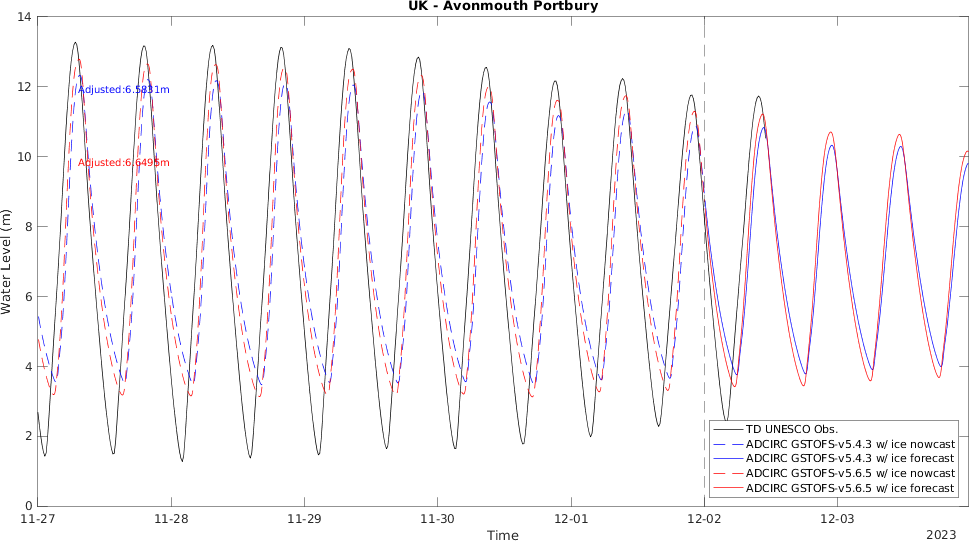 UK - Avonmouth Portbury
Water Level (m)
14
12
10
8
6
4
2
0
Adjusted:6.5831m
Adjusted:6.6495m
TD UNESCO Obs.
ADCIRC GSTOFS-v5.4.3 w/ ice nowcast
ADCIRC GSTOFS-v5.4.3 w/ ice forecast
ADCIRC GSTOFS-v5.6.5 w/ ice nowcast
ADCIRC GSTOFS-v5.6.5 w/ ice forecast
11-27 11-28 11-29 11-30 12-01 12-02 12-03
Time
2023